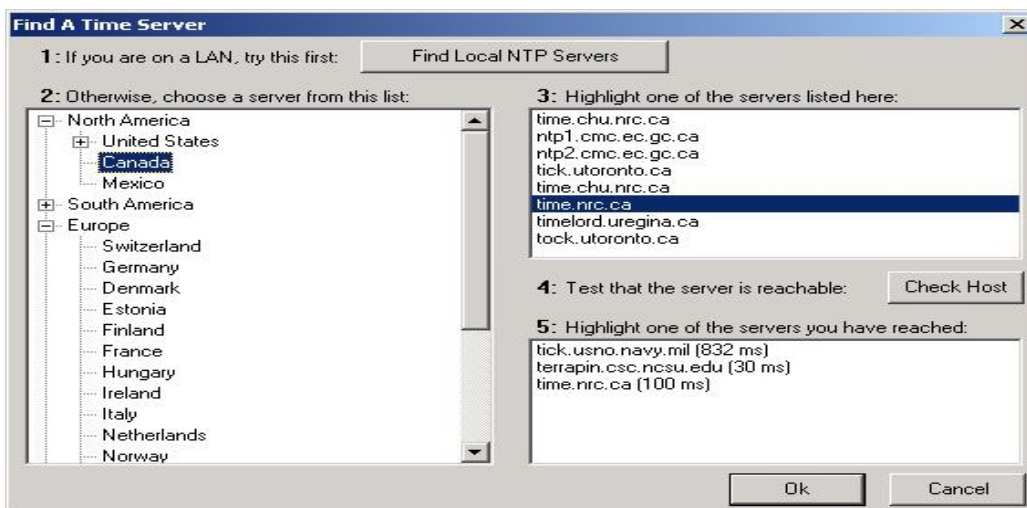 Find A Time Server
1: If you are on a LAN, try this first:
Find Local NTP Servers
2: Otherwise, choose a server from this list:
North America
United States
Canada
Mexico
South America
Europe
Switzerland
Germany
Denmark
Estonia
Finland
France
Hungary
Ireland
Italy
Netherlands
Norway
3: Highlight one of the servers listed here:
time.chu.nrc.ca
ntp1.cmc.ec.gc.ca
ntp2.cmc.ec.gc.ca
tick.utoronto.ca
time.chu.nrc.ca
time.nrc.ca
timelord.uregina.ca
tock.utoronto.ca
4: Test that the server is reachable:
Check Host
5: Highlight one of the servers you have reached:
tick.usno.navy.mil (832 ms)
terrapin.csc.ncsu.edu (30 ms)
time.nrc.ca (100 ms)
Ok
Cancel